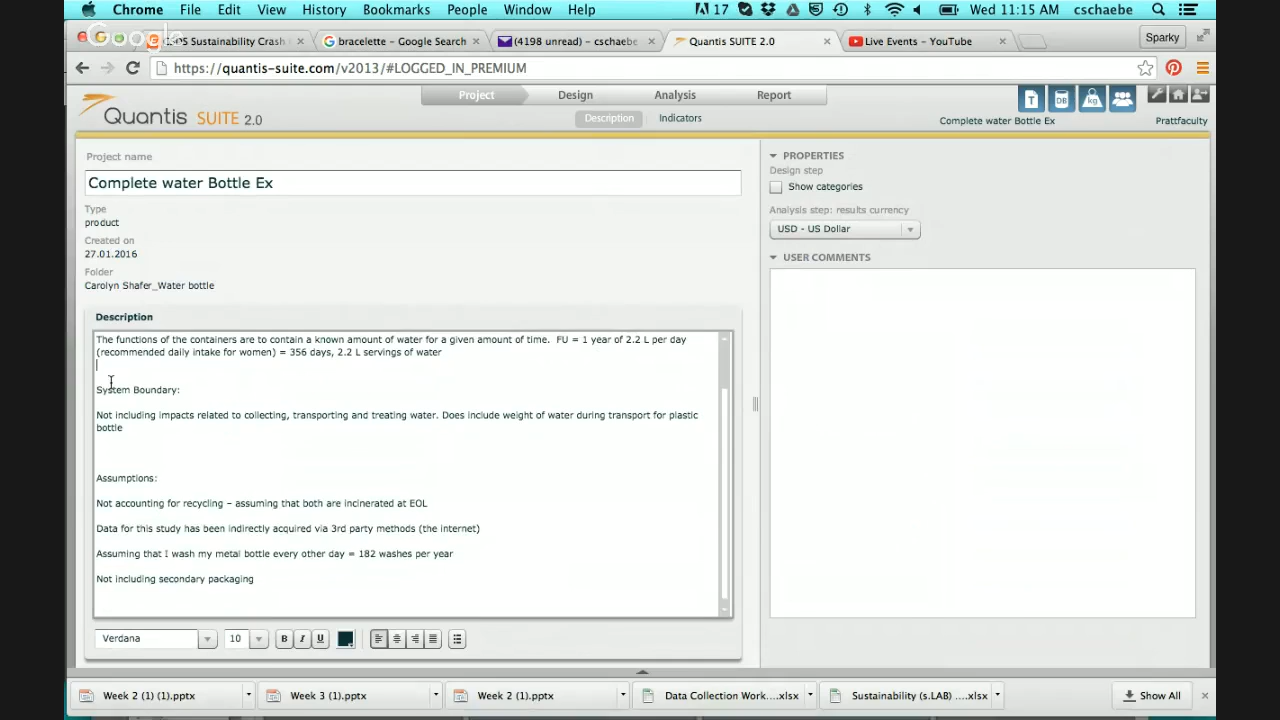 Chrome File Edit View History Bookmarks People Window Help 17 Wed 11:15 AM cschaebe
Google
Sustainability Crash bracelette – Google Search (4198 unread) – cschaebe Quantis SUITE 2.0 Live Events – YouTube Sparky
https://quantis-suite.com/v2013/#LOGGED_IN_PREMIUM
Quantis SUITE 2.0
Project Design Analysis Report
T DB kg
Description Indicators
Complete water Bottle Ex Prattfaculty
Project name
Complete water Bottle Ex
Type
product
Created on
27.01.2016
Folder
Carolyn Shafer_Water bottle
Description
The functions of the containers are to contain a known amount of water for a given amount of time. FU = 1 year of 2.2 L per day
(recommended daily intake for women) = 356 days, 2.2 L servings of water
System Boundary:
Not including impacts related to collecting, transporting and treating water. Does include weight of water during transport for plastic
bottle
Assumptions:
Not accounting for recycling – assuming that both are incinerated at EOL
Data for this study has been indirectly acquired via 3rd party methods (the internet)
Assuming that I wash my metal bottle every other day = 182 washes per year
Not including secondary packaging
Verdana 10 B I U
PROPERTIES
Design step
Show categories
Analysis step: results currency
USD - US Dollar
USER COMMENTS
Week 2 (1) (1).pptx Week 3 (1).pptx Week 2 (1).pptx Data Collection Work....xlsx Sustainability (s.LAB) ....xlsx Show All